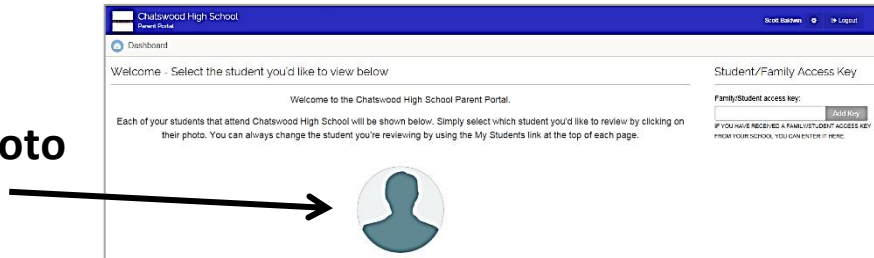 Chatswood High School
Parent Portal
Scott Baldwin
Logout
Dashboard
Welcome - Select the student you'd like to view below
Welcome to the Chatswood High School Parent Portal.
Each of your students that attend Chatswood High School will be shown below. Simply select which student you'd like to review by clicking on
their photo. You can always change the student you're reviewing by using the My Students link at the top of each page.
Student/Family Access Key
Family/Student access key:
Add Key
IF YOU HAVE RECEIVED A FAMILY/STUDENT ACCESS KEY
FROM YOUR SCHOOL YOU CAN ENTER IT HERE.
oto